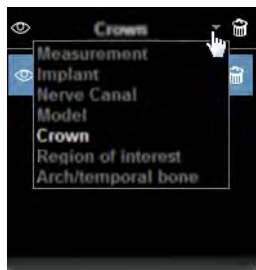 Crown
Measurement
Implant
Nerve Canal
Model
Crown
Region of interest
Arch/temporal bone